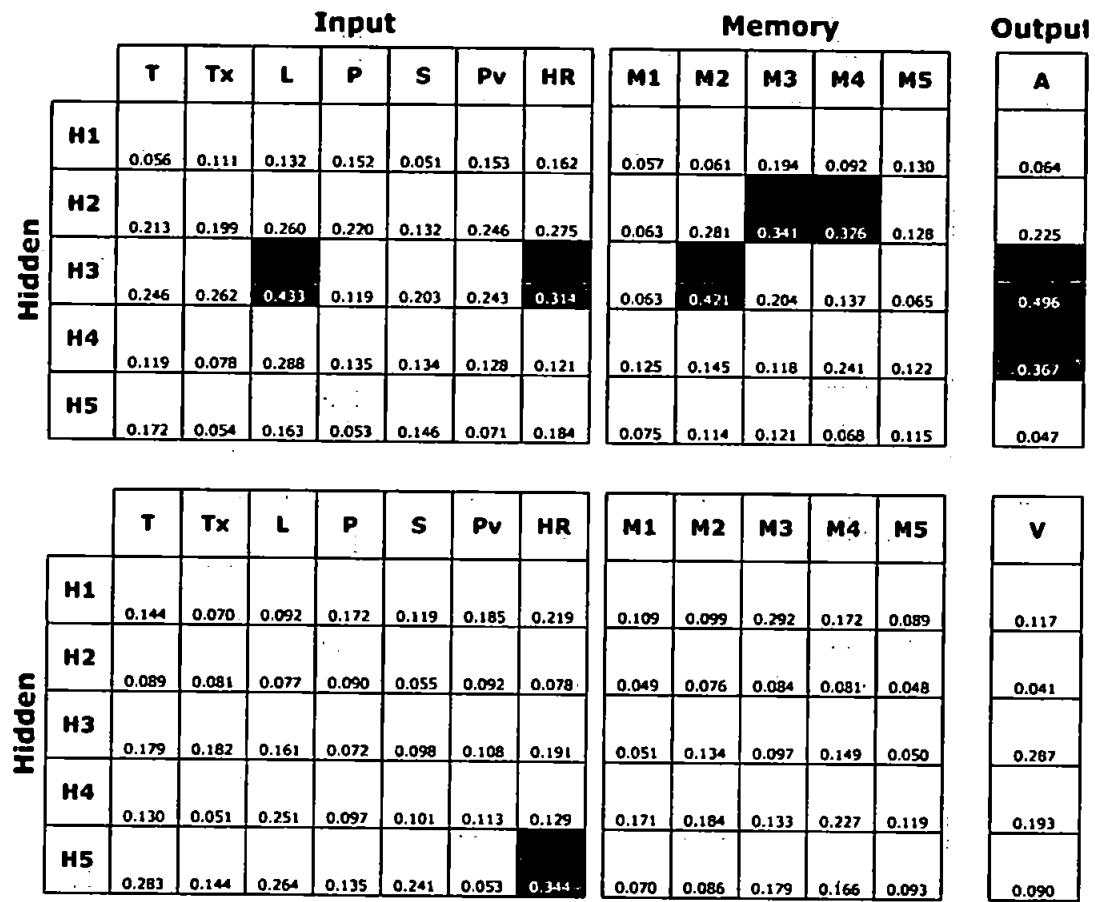 Input Memory Output
T Tx L P S Pv HR M1 M2 M3 M4 M5 A
H1 0.056 0.111 0.132 0.152 0.051 0.153 0.162 0.057 0.061 0.194 0.092 0.130 0.064
H2 0.213 0.199 0.260 0.220 0.132 0.246 0.275 0.063 0.281 0.341 0.326 0.128 0.225
H3 0.246 0.262 0.433 0.119 0.203 0.243 0.314 0.063 0.421 0.204 0.137 0.065 0.496
H4 0.119 0.078 0.288 0.135 0.134 0.128 0.121 0.125 0.145 0.118 0.241 0.122 0.367
H5 0.172 0.054 0.163 0.053 0.146 0.071 0.184 0.075 0.114 0.121 0.068 0.115 0.047
Hidden
T Tx L P S Pv HR M1 M2 M3 M4 M5 V
H1 0.144 0.070 0.092 0.172 0.119 0.185 0.219 0.109 0.099 0.292 0.172 0.089 0.117
H2 0.089 0.081 0.077 0.090 0.055 0.092 0.078 0.049 0.076 0.084 0.081 0.048 0.041
H3 0.179 0.182 0.161 0.072 0.098 0.108 0.191 0.051 0.134 0.097 0.149 0.050 0.287
H4 0.130 0.051 0.251 0.097 0.101 0.113 0.129 0.171 0.184 0.133 0.227 0.119 0.193
H5 0.283 0.144 0.264 0.135 0.241 0.053 0.344 0.070 0.086 0.179 0.166 0.093 0.090
Hidden